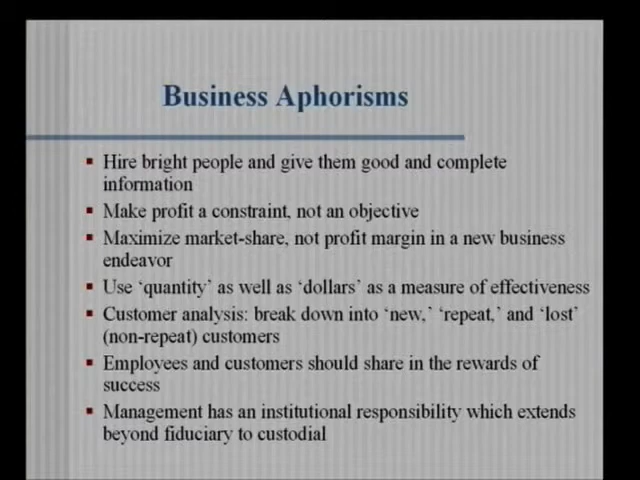 Business Aphorisms
Hire bright people and give them good and complete
information
Make profit a constraint, not an objective
Maximize market-share, not profit margin in a new business
endeavor
Use ‘quantity’ as well as ‘dollars’ as a measure of effectiveness
Customer analysis: break down into ‘new,’ ‘repeat,’ and ‘lost’
(non-repeat) customers
Employees and customers should share in the rewards of
success
Management has an institutional responsibility which extends
beyond fiduciary to custodial